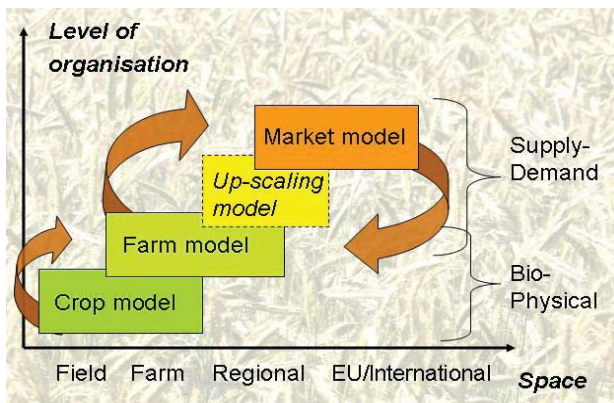 Level of
organisation
Market model
Supply-
Demand
Up-scaling
model
Farm model
Bio-
Physical
Crop model
Field Farm Regional EU/International
Space